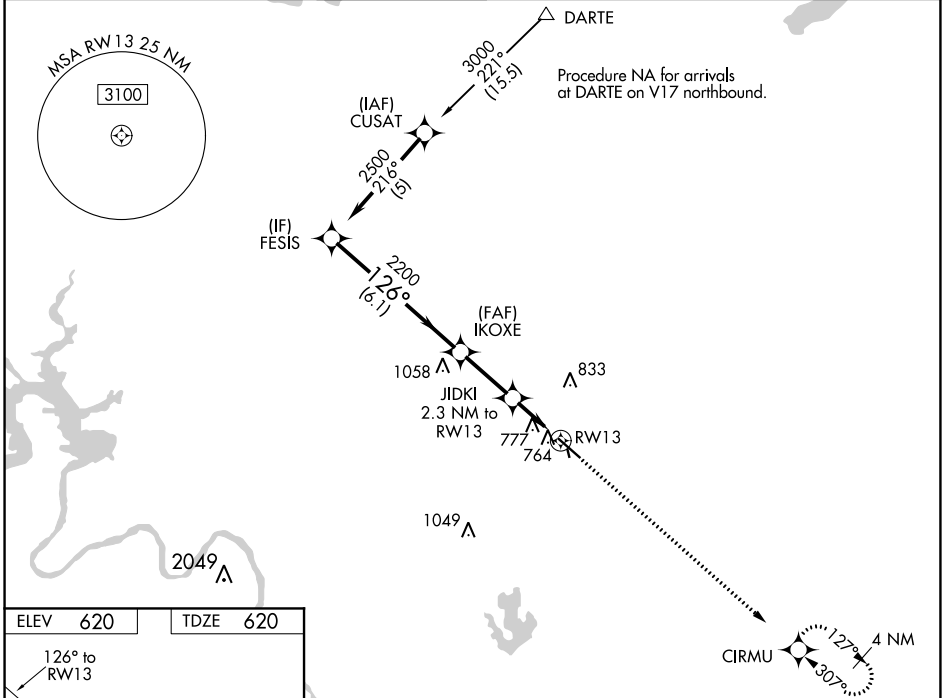 MSA RW13 25 NM
3100
DARTE
3000
221°
(15.5)
Procedure NA for arrivals
at DARTE on V17 northbound.
(IAF)
CUSAT
2500
216°
(5)
(IF)
FESIS
2200
126°
(6.1)
(FAF)
IKOXE
1058
833
JIDKI
2.3 NM to
RW13
777
764
RW13
1049
2049
ELEV 620
TDZE 620
126° to
RW13
CIRMU
127°
4 NM
307°